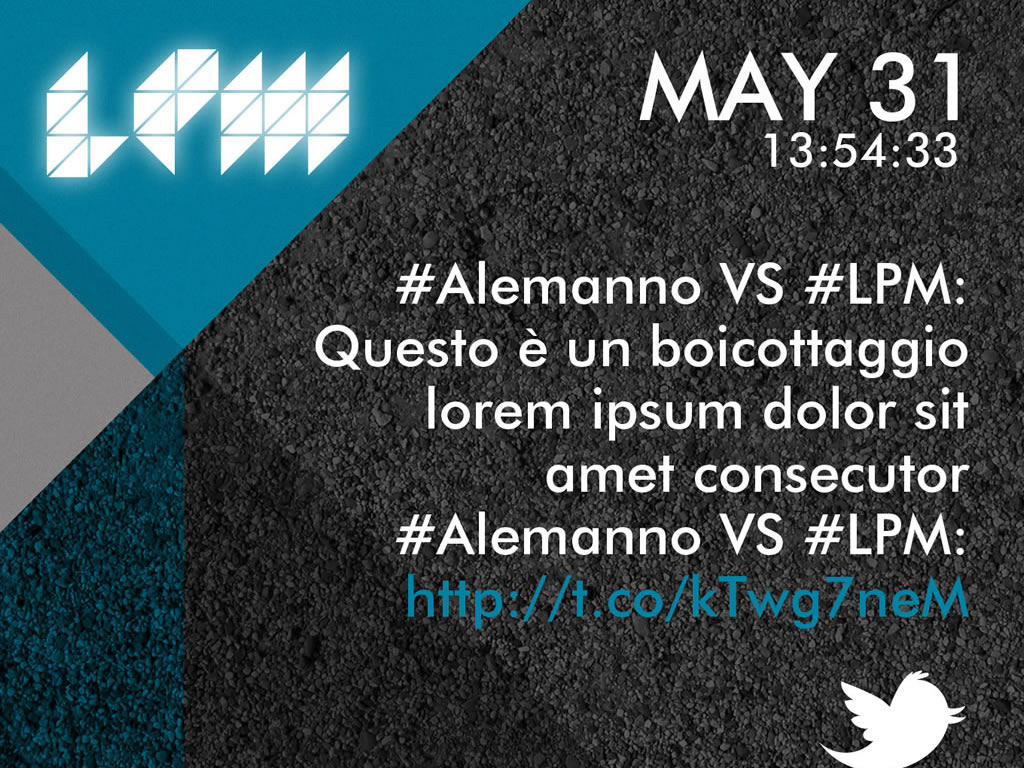 LPM
MAY 31
13:54:33
#Alemanno VS #LPM:
Questo è un boicottaggio
lorem ipsum dolor sit
amet consecutor
#Alemanno VS #LPM:
http://t.co/kTwg7neM